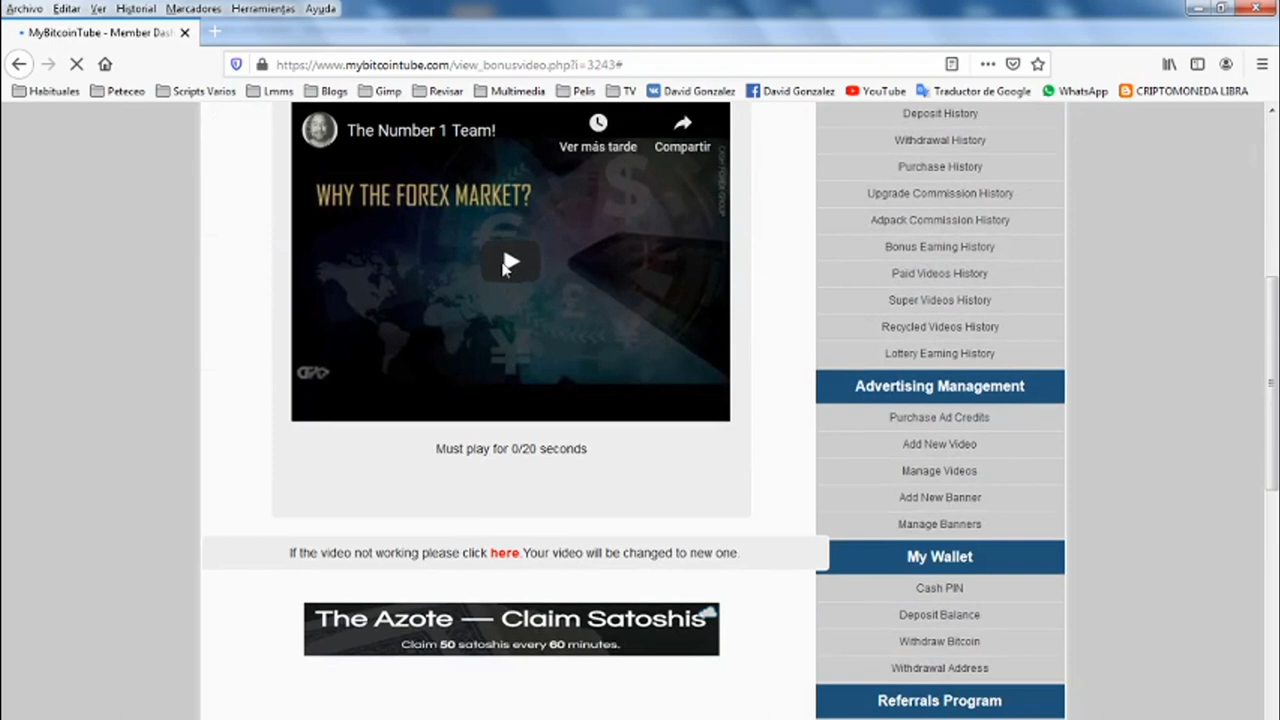 Archivo Editar Ver Historial Marcadores Herramientas Ayuda
MyBitcoinTube - Member Dash
https://www.mybitcointube.com/view_bonusvideo.php?i=3243#
Habituales Peteceo Scripts Varios Lmms Blogs Gimp Revisar Multimedia Pelis TV David Gonzalez David Gonzalez YouTube Traductor de Google WhatsApp CRIPTOMONEDA LIBRA
The Number 1 Team!
Ver más tarde
Compartir
WHY THE FOREX MARKET?
Must play for 0/20 seconds
If the video not working please click here.Your video will be changed to new one.
The Azote — Claim Satoshis
Claim 50 satoshis every 60 minutes.
Deposit History
Withdrawal History
Purchase History
Upgrade Commission History
Adpack Commission History
Bonus Earning History
Paid Videos History
Super Videos History
Recycled Videos History
Lottery Earning History
Advertising Management
Purchase Ad Credits
Add New Video
Manage Videos
Add New Banner
Manage Banners
My Wallet
Cash PIN
Deposit Balance
Withdraw Bitcoin
Withdrawal Address
Referrals Program